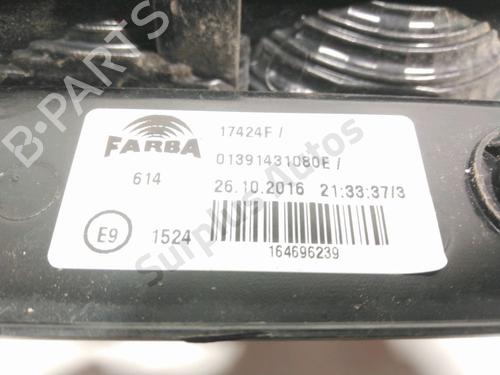 B-PARTS
Surplus Autos
FARBA
614
17424F /
01391431080E /
26.10.2016 21:33:37/3
E9 1524
164696239